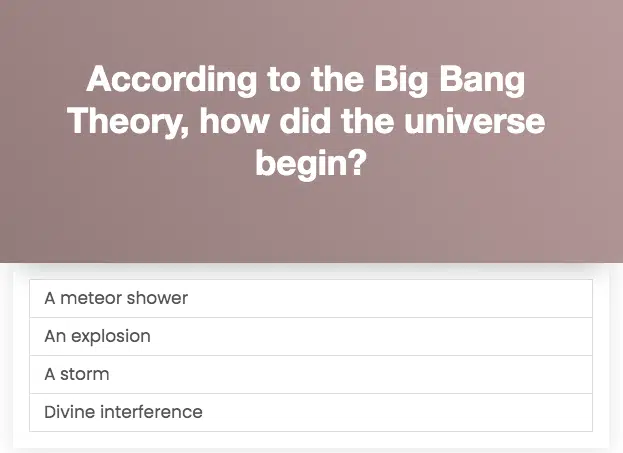 According to the Big Bang
Theory, how did the universe
begin?
A meteor shower
An explosion
A storm
Divine interference